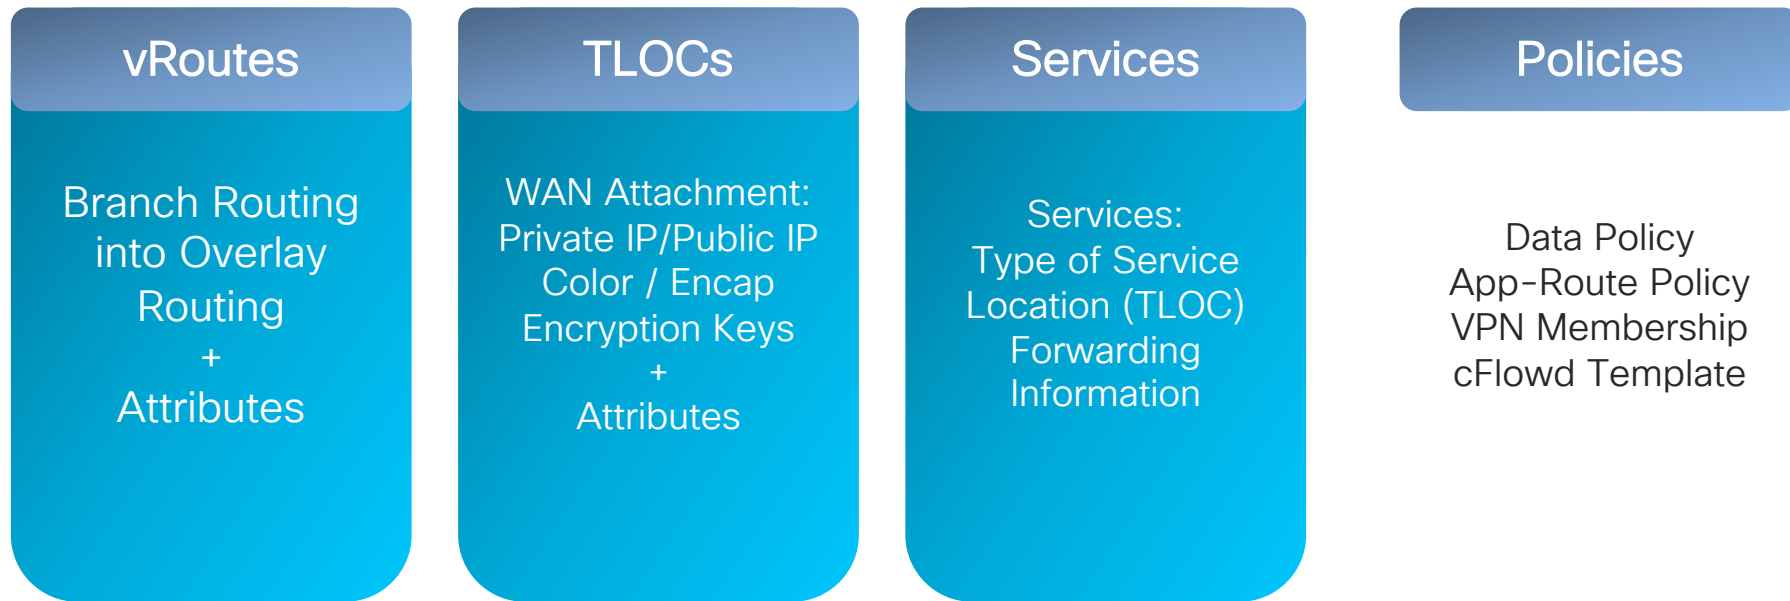 vRoutes
Branch Routing
into Overlay
Routing
+
Attributes
TLOCs
WAN Attachment:
Private IP/Public IP
Color / Encap
Encryption Keys
+
Attributes
Services
Services:
Type of Service
Location (TLOC)
Forwarding
Information
Policies
Data Policy
App-Route Policy
VPN Membership
cFlowd Template